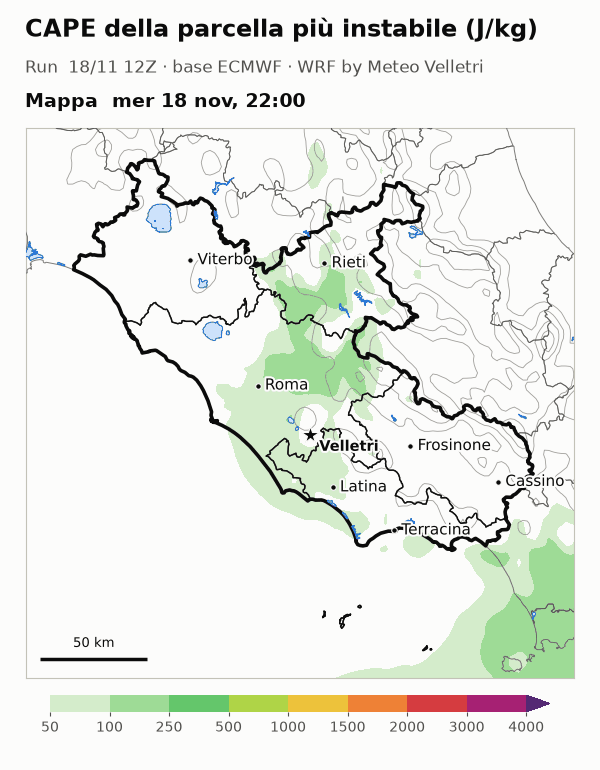 CAPE della parcella più instabile (J/kg)
Run 18/11 12Z · base ECMWF · WRF by Meteo Velletri
Mappa mer 18 nov, 22:00
Viterbo
Rieti
Roma
Velletri
Frosinone
Cassino
Latina
Terracina
50 km
50 100 250 500 1000 1500 2000 3000 4000